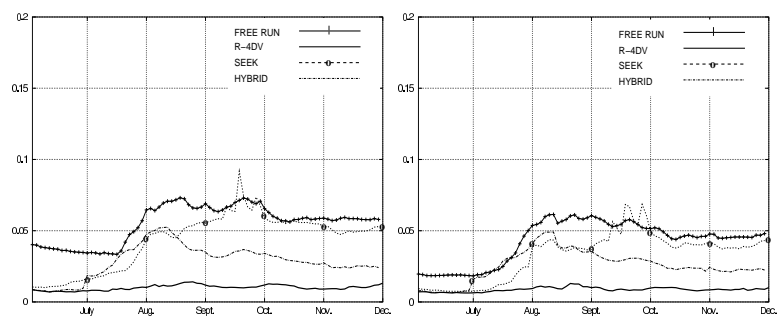 0.2
0.15
0.1
0.05
0
July
Aug.
Sept.
Oct.
Nov.
Dec.
FREE RUN
R-4DV
SEEK
HYBRID
0.2
0.15
0.1
0.05
0
July
Aug.
Sept.
Oct.
Nov.
Dec.
FREE RUN
R-4DV
SEEK
HYBRID